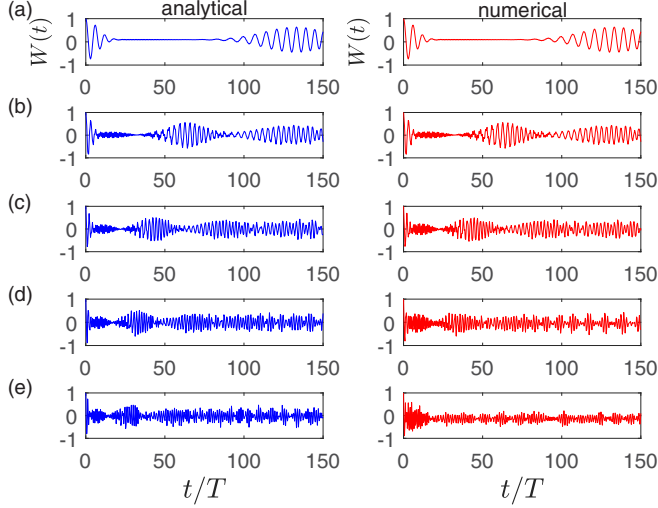 analytical numerical
(a) 1 0 -1 W(t) 0 50 100 150 1 0 -1 W(t) 0 50 100 150
(b) 1 0 -1 0 50 100 150 1 0 -1 0 50 100 150
(c) 1 0 -1 0 50 100 150 1 0 -1 0 50 100 150
(d) 1 0 -1 0 50 100 150 1 0 -1 0 50 100 150
(e) 1 0 -1 0 50 100 150 1 0 -1 0 50 100 150
t/T t/T